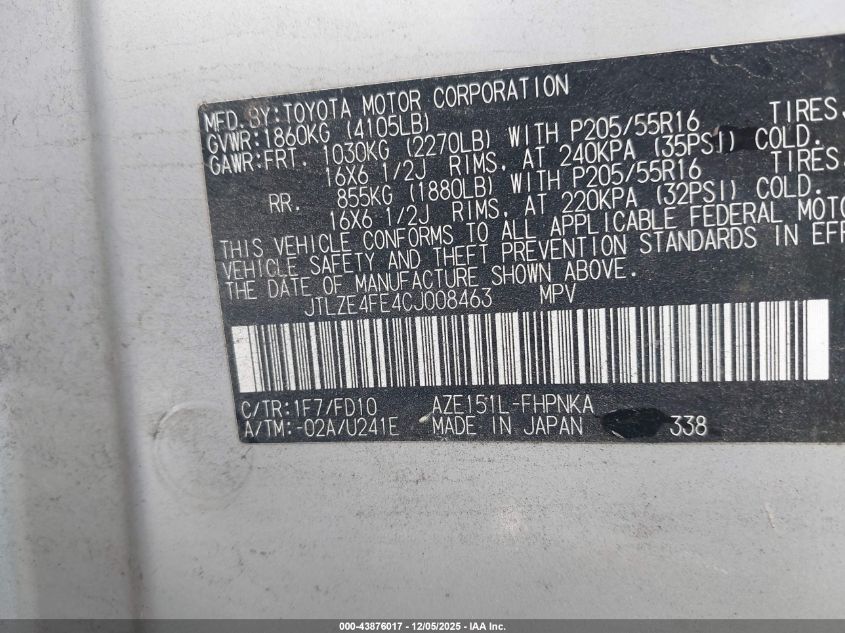 MFD. BY: TOYOTA MOTOR CORPORATION
GVWR: 1860KG (4105LB)
GAWR: FRT. 1030KG (2270LB) WITH P205/55R16 TIRES,
16X6 1/2J RIMS, AT 240KPA (35PSI) COLD.
RR. 855KG (1880LB) WITH P205/55R16 TIRES,
16X6 1/2J RIMS, AT 220KPA (32PSI) COLD.
THIS VEHICLE CONFORMS TO ALL APPLICABLE FEDERAL MOTO
VEHICLE SAFETY AND THEFT PREVENTION STANDARDS IN EFF
THE DATE OF MANUFACTURE SHOWN ABOVE.
JTLZE4FE4CJ008463 MPV
C/TR: 1F7/FD10 AZE151L-FHPNKA
A/TM: -02A/U241E MADE IN JAPAN 338
000-43876017 - 12/05/2025 - IAA Inc.